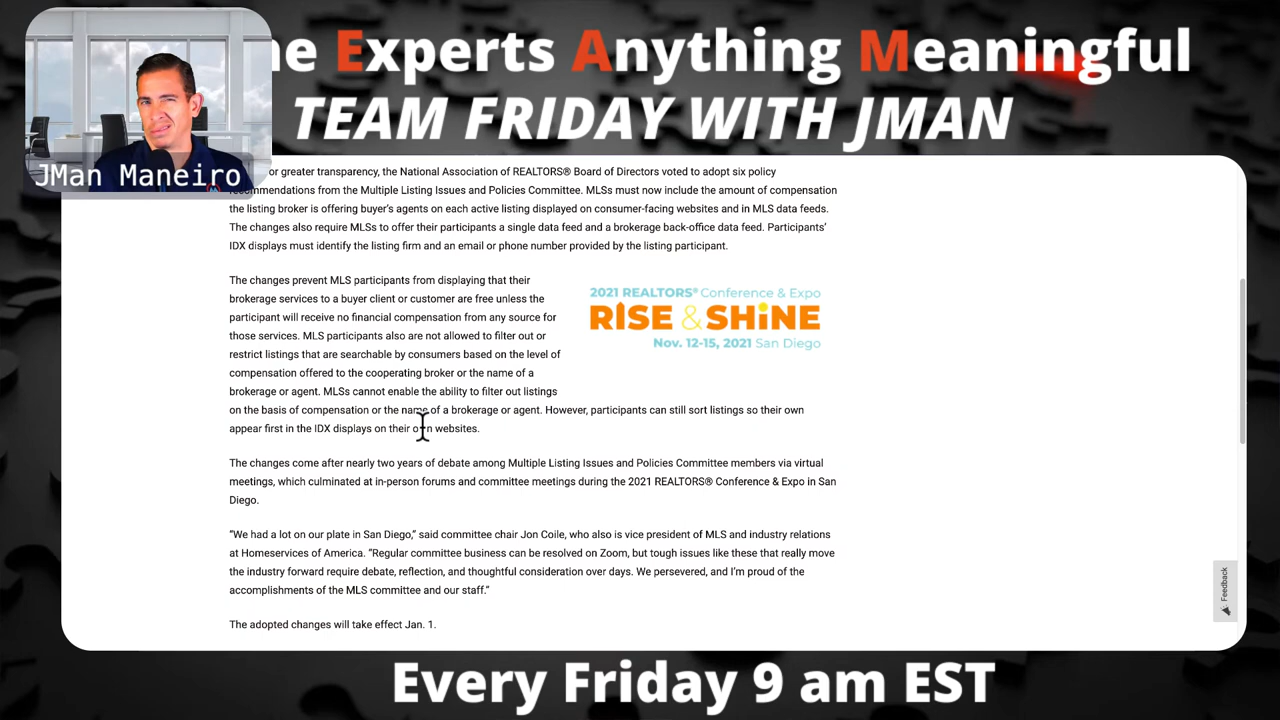 ne Experts Anything Meaningful
TEAM FRIDAY WITH JMAN
JMan Maneiro
or greater transparency, the National Association of REALTORS® Board of Directors voted to adopt six policy
recommendations from the Multiple Listing Issues and Policies Committee. MLSs must now include the amount of compensation
the listing broker is offering buyer's agents on each active listing displayed on consumer-facing websites and in MLS data feeds.
The changes also require MLSs to offer their participants a single data feed and a brokerage back-office data feed. Participants'
IDX displays must identify the listing firm and an email or phone number provided by the listing participant.
The changes prevent MLS participants from displaying that their
brokerage services to a buyer client or customer are free unless the
participant will receive no financial compensation from any source for
those services. MLS participants also are not allowed to filter out or
restrict listings that are searchable by consumers based on the level of
compensation offered to the cooperating broker or the name of a
brokerage or agent. MLSs cannot enable the ability to filter out listings
on the basis of compensation or the name of a brokerage or agent. However, participants can still sort listings so their own
appear first in the IDX displays on their own websites.
2021 REALTORS® Conference & Expo
RISE & SHINE
Nov. 12-15, 2021 San Diego
The changes come after nearly two years of debate among Multiple Listing Issues and Policies Committee members via virtual
meetings, which culminated at in-person forums and committee meetings during the 2021 REALTORS® Conference & Expo in San
Diego.
“We had a lot on our plate in San Diego,” said committee chair Jon Coile, who also is vice president of MLS and industry relations
at Homeservices of America. “Regular committee business can be resolved on Zoom, but tough issues like these that really move
the industry forward require debate, reflection, and thoughtful consideration over days. We persevered, and I'm proud of the
accomplishments of the MLS committee and our staff.”
The adopted changes will take effect Jan. 1.
Feedback
Every Friday 9 am EST